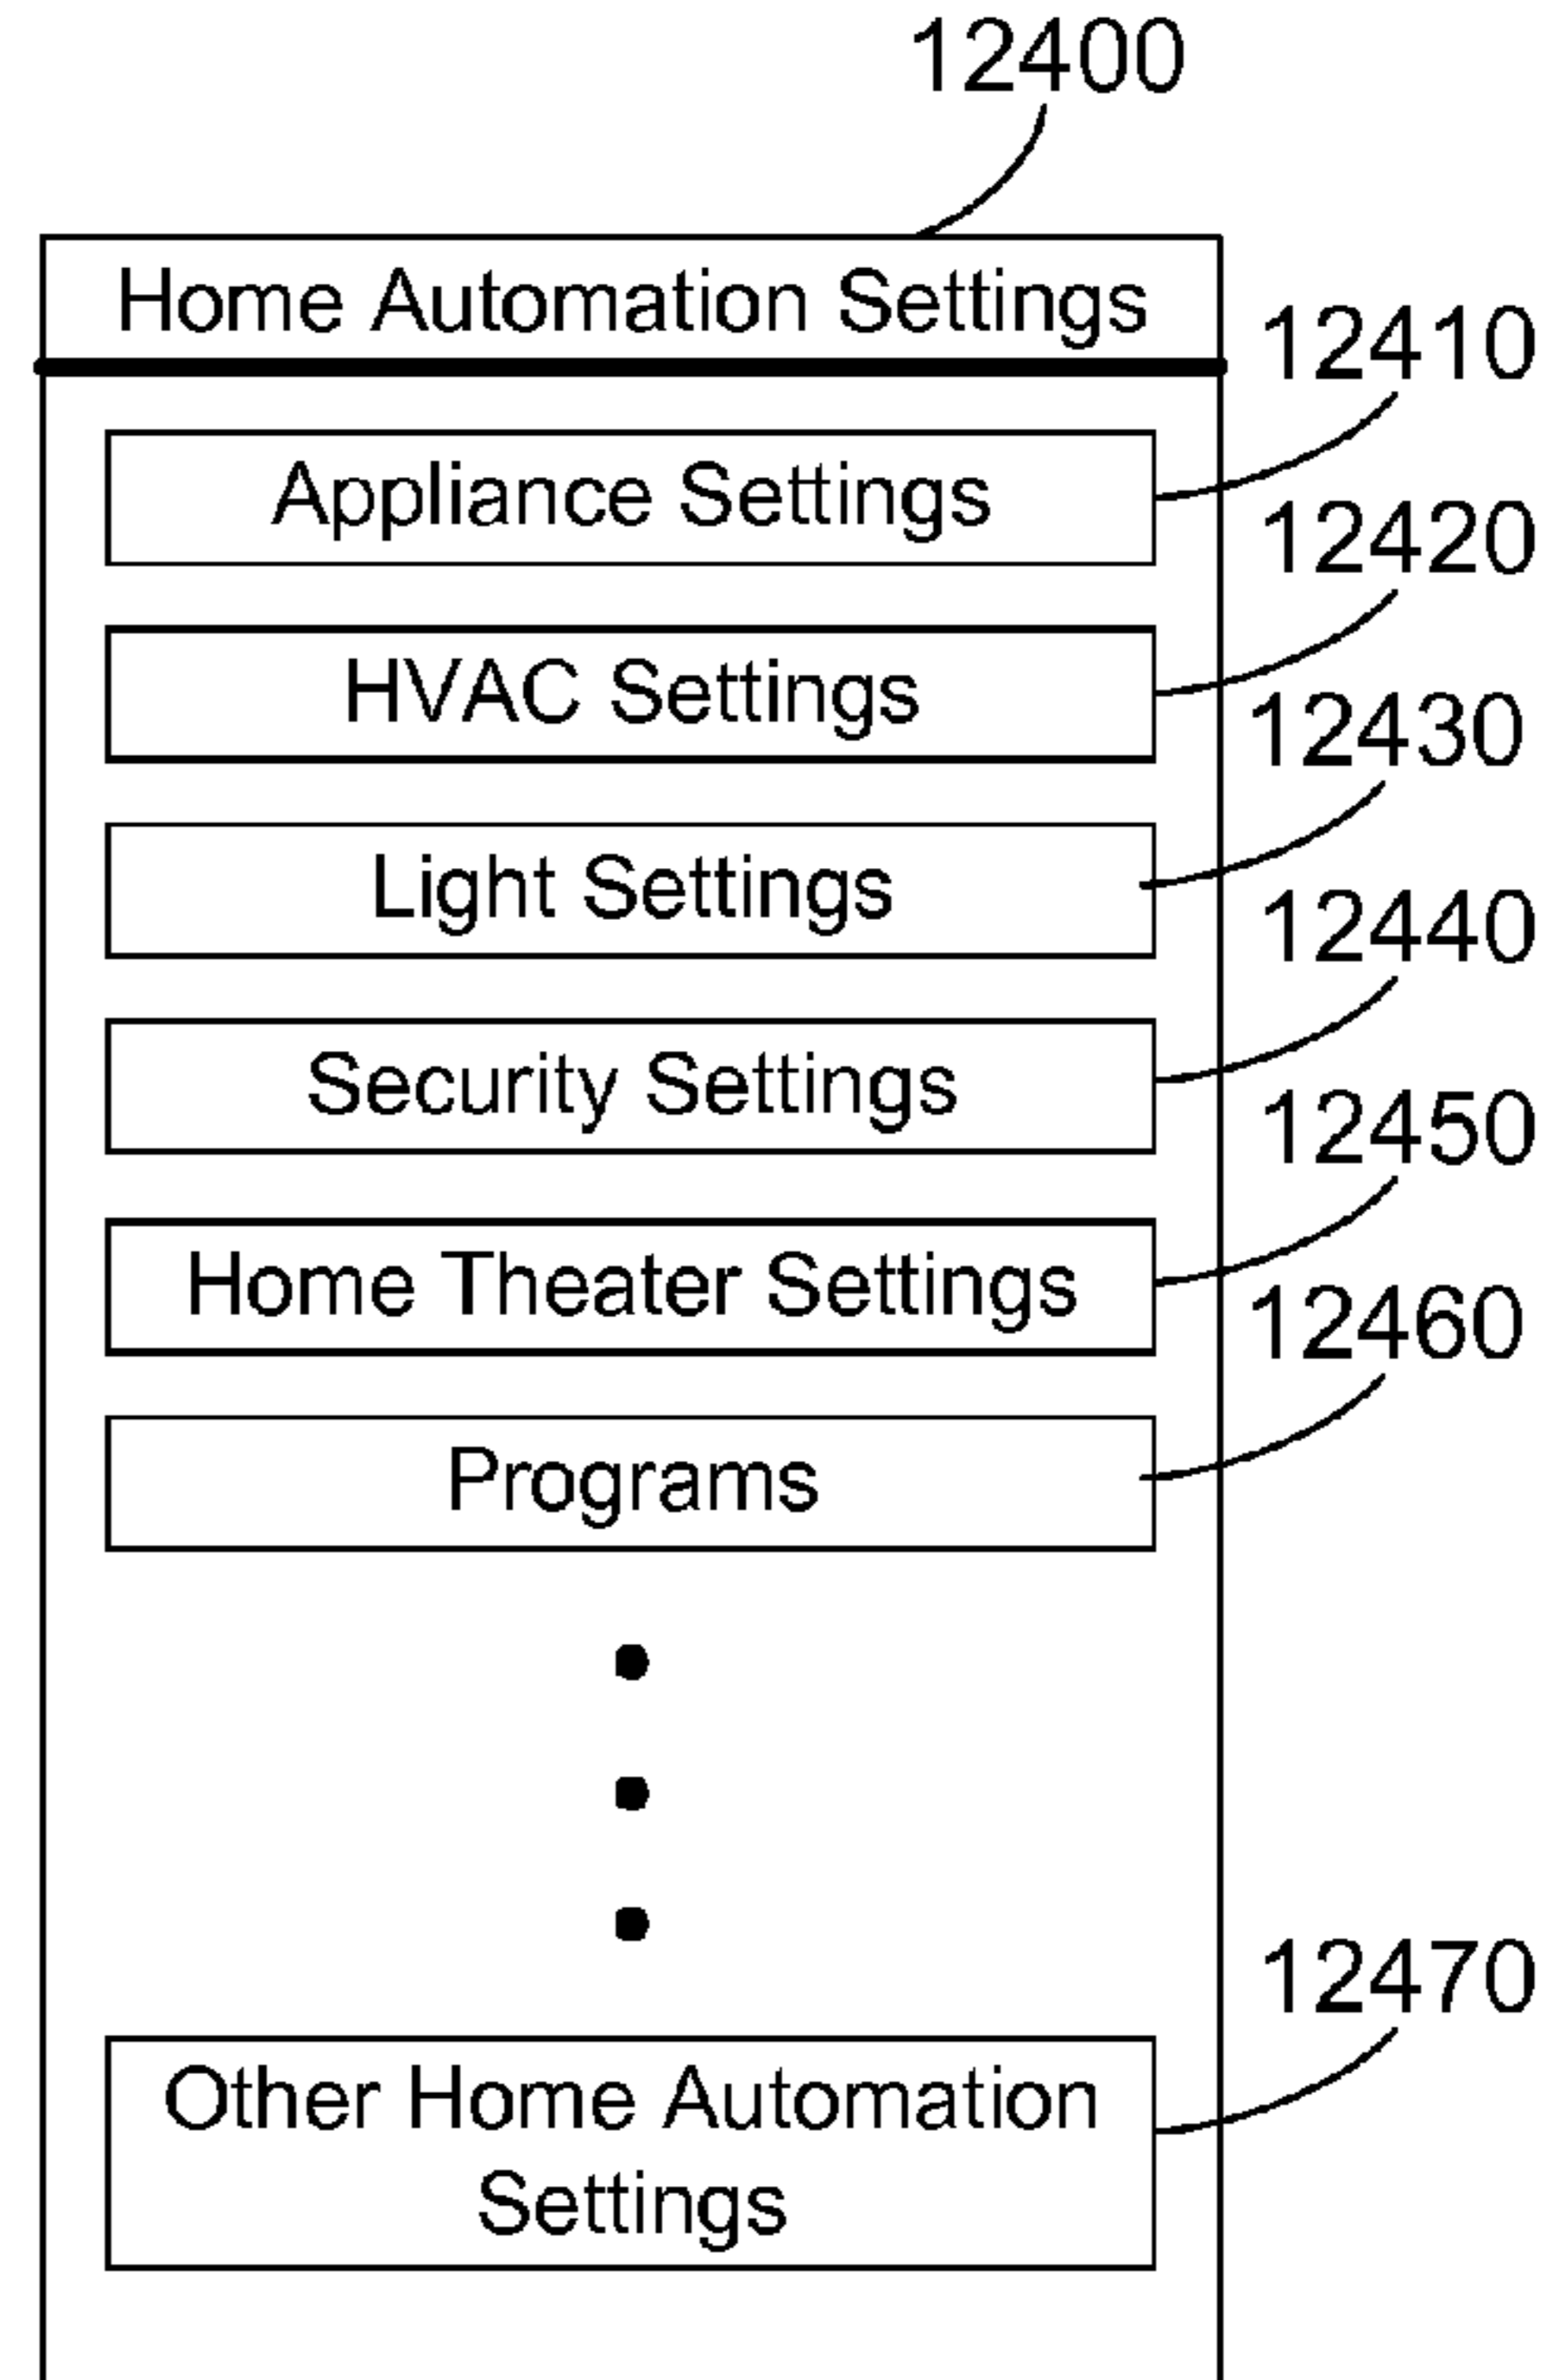 12400
Home Automation Settings
12410
Appliance Settings
12420
HVAC Settings
12430
Light Settings
12440
Security Settings
12450
Home Theater Settings
12460
Programs
12470
Other Home Automation
Settings